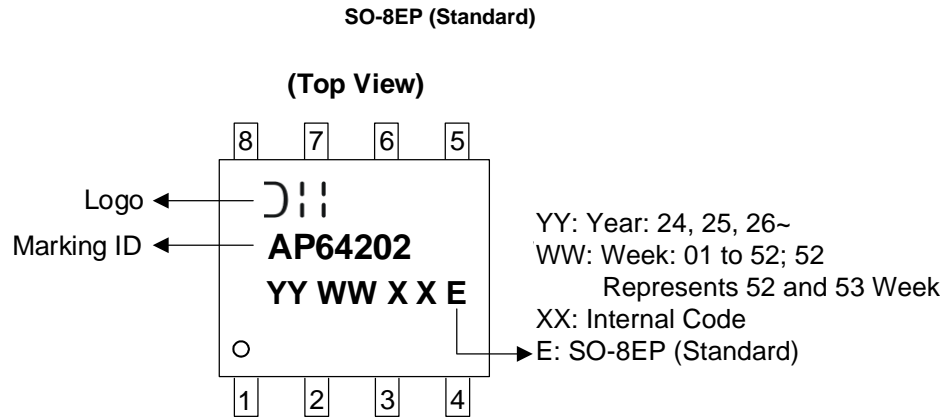 SO-8EP (Standard)
(Top View)
8 7 6 5
Logo
Marking ID
AP64202
YY WW X X E
YY: Year: 24, 25, 26~
WW: Week: 01 to 52; 52
Represents 52 and 53 Week
XX: Internal Code
E: SO-8EP (Standard)
1 2 3 4